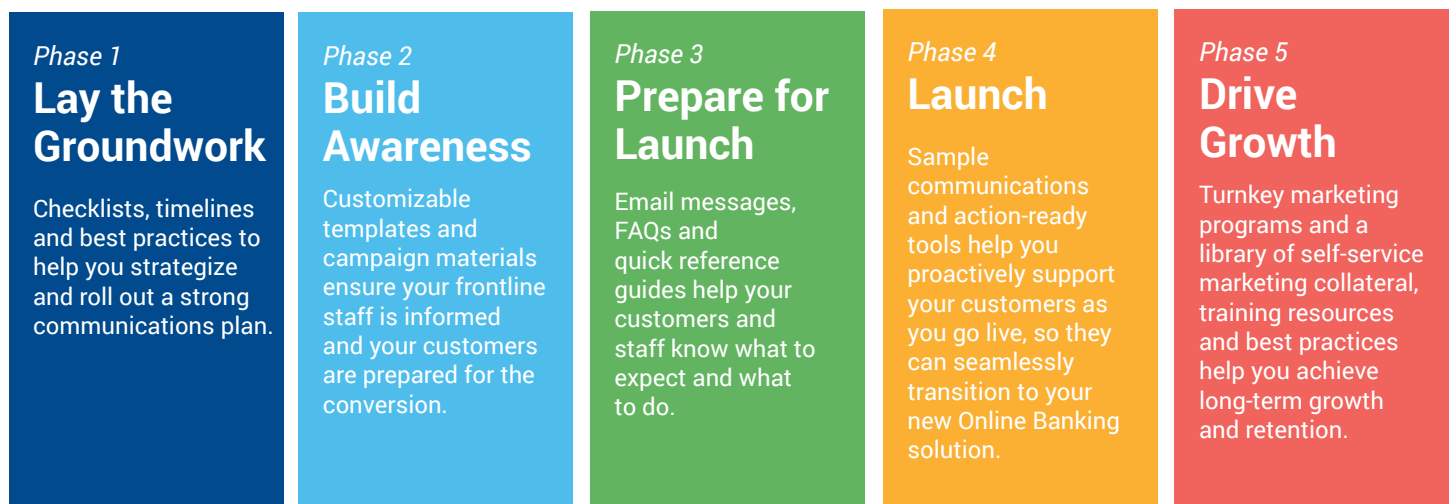 Phase 1
Lay the
Groundwork
Checklists, timelines
and best practices to
help you strategize
and roll out a strong
communications plan.
Phase 2
Build
Awareness
Customizable
templates and
campaign materials
ensure your frontline
staff is informed
and your customers
are prepared for the
conversion.
Phase 3
Prepare for
Launch
Email messages,
FAQs and
quick reference
guides help your
customers and
staff know what to
expect and what
to do.
Phase 4
Launch
Sample
communications
and action-ready
tools help you
proactively support
your customers as
you go live, so they
can seamlessly
transition to your
new Online Banking
solution.
Phase 5
Drive
Growth
Turnkey marketing
programs and a
library of self-service
marketing collateral,
training resources
and best practices
help you achieve
long-term growth
and retention.